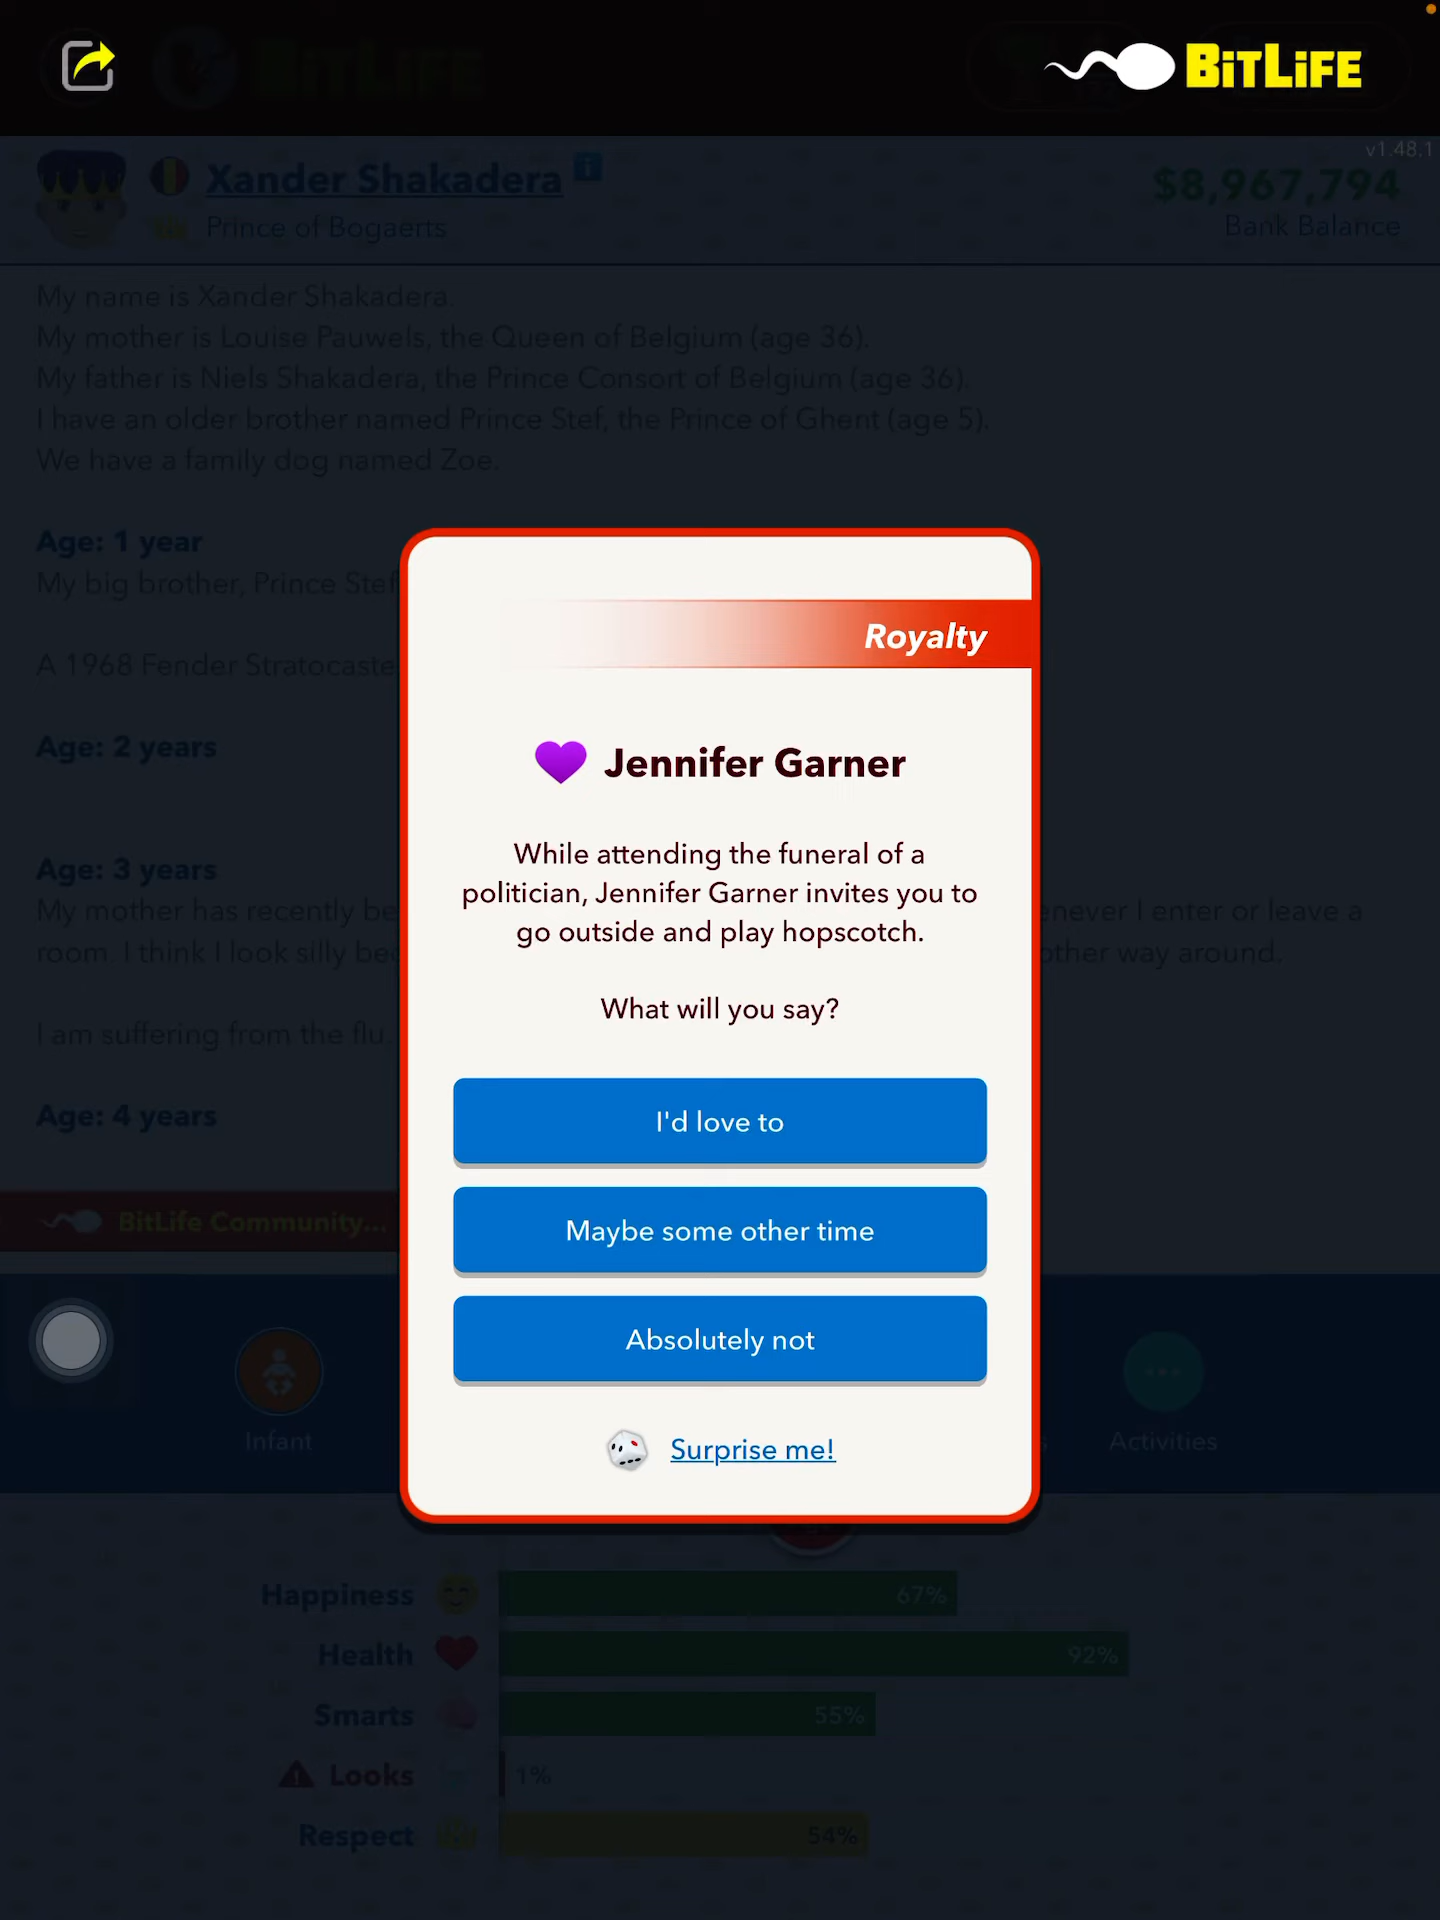 BitLife
v1.48.1
Xander Shakadera
$8,967,794
Prince of Bogaerts
Bank Balance
My name is Xander Shakadera.
My mother is Louise Pauwels, the Queen of Belgium (age 36).
My father is Niels Shakadera, the Prince Consort of Belgium (age 36).
I have an older brother named Prince Stef, the Prince of Ghent (age 5).
We have a family dog named Zoe.
Age: 1 year
My big brother, Prince Stef
A 1968 Fender Stratocaste
Age: 2 years
Age: 3 years
My mother has recently be enever I enter or leave a
room. I think I look silly bec other way around.
I am suffering from the flu.
Age: 4 years
BitLife Community...
Royalty
Jennifer Garner
While attending the funeral of a
politician, Jennifer Garner invites you to
go outside and play hopscotch.
What will you say?
I'd love to
Maybe some other time
Absolutely not
Surprise me!
Infant
s
Activities
Happiness 67%
Health 92%
Smarts 55%
Looks 1%
Respect 54%